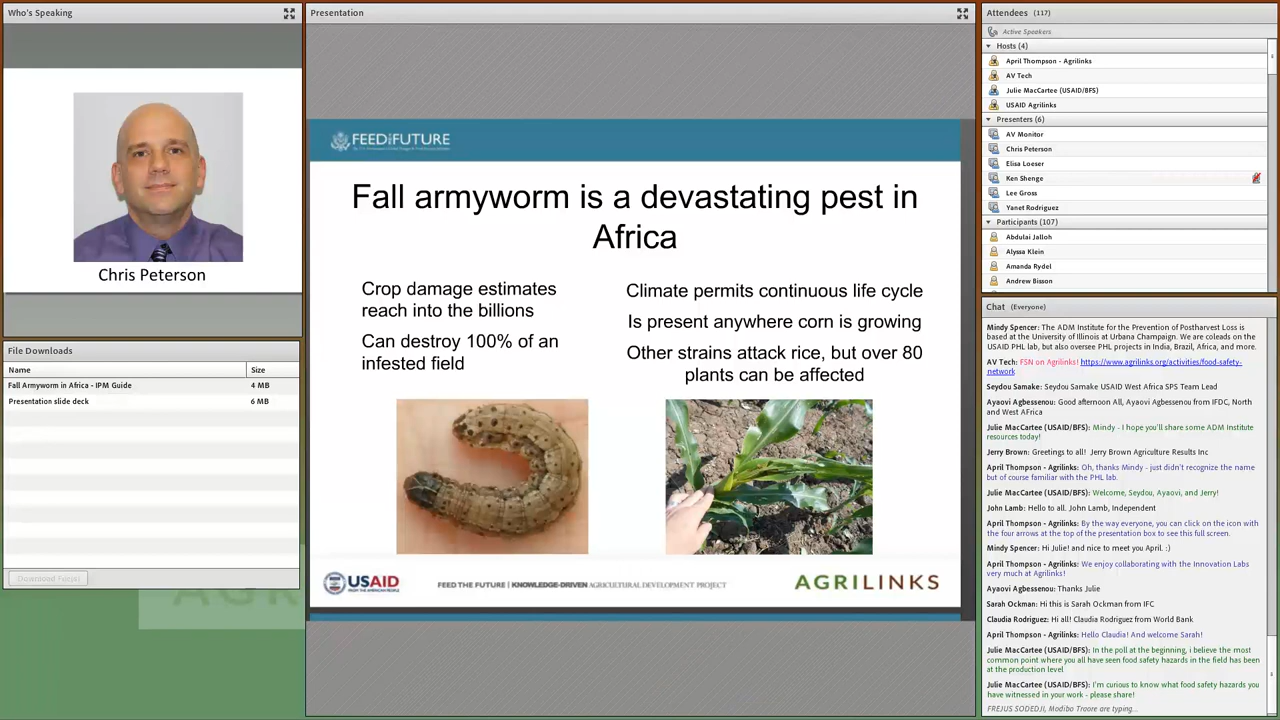 Who's Speaking
Chris Peterson
File Downloads
Name Size
Fall Armyworm in Africa - IPM Guide 4 MB
Presentation slide deck 6 MB
Download File(s)
AGRIL
Presentation
FEED THE FUTURE
Fall armyworm is a devastating pest in
Africa
Crop damage estimates
reach into the billions
Can destroy 100% of an
infested field
Climate permits continuous life cycle
Is present anywhere corn is growing
Other strains attack rice, but over 80
plants can be affected
USAID
FROM THE AMERICAN PEOPLE
FEED THE FUTURE | KNOWLEDGE-DRIVEN AGRICULTURAL DEVELOPMENT PROJECT
AGRILINKS
Attendees (117)
Active Speakers
Hosts (4)
April Thompson - Agrilinks
AV Tech
Julie MacCartee (USAID/BFS)
USAID Agrilinks
Presenters (6)
AV Monitor
Chris Peterson
Elisa Loeser
Ken Shenge
Lee Gross
Yanet Rodriguez
Participants (107)
Abdulai Jalloh
Alyssa Klein
Amanda Rydel
Andrew Bisson
Chat (Everyone)
Mindy Spencer: The ADM Institute for the Prevention of Postharvest Loss is
based at the University of Illinois at Urbana Champaign. We are coleads on the
USAID PHL lab, but also oversee PHL projects in India, Brazil, Africa, and more.
AV Tech: FSN on Agrilinks! https://www.agrilinks.org/activities/food-safety-
network
Seydou Samake: Seydou Samake USAID West Africa SPS Team Lead
Ayaovi Agbessenou: Good afternoon All, Ayaovi Agbessenou from IFDC, North
and West AFrica
Julie MacCartee (USAID/BFS): Mindy - I hope you'll share some ADM Institute
resources today!
Jerry Brown: Greetings to all! Jerry Brown Agriculture Results Inc
April Thompson - Agrilinks: Oh, thanks Mindy - just didn't recognize the name
but of course familiar with the PHL lab.
Julie MacCartee (USAID/BFS): Welcome, Seydou, Ayaovi, and Jerry!
John Lamb: Hello to all. John Lamb, Independent
April Thompson - Agrilinks: By the way everyone, you can click on the icon with
the four arrows at the top of the presentation box to see this full screen.
Mindy Spencer: Hi Julie! and nice to meet you April. :)
April Thompson - Agrilinks: We enjoy collaborating with the Innovation Labs
very much at Agrilinks!
Ayaovi Agbessenou: Thanks Julie
Sarah Ockman: Hi this is Sarah Ockman from IFC
Claudia Rodriguez: Hi all! Claudia Rodriguez from World Bank
April Thompson - Agrilinks: Hello Claudia! And welcome Sarah!
Julie MacCartee (USAID/BFS): In the poll at the beginning, i believe the most
common point where you all have seen food safety hazards in the field has been
at the production level
Julie MacCartee (USAID/BFS): I'm curious to know what food safety hazards you
have witnessed in your work - please share!
FREJUS SODEDJI, Modibo Traore are typing...